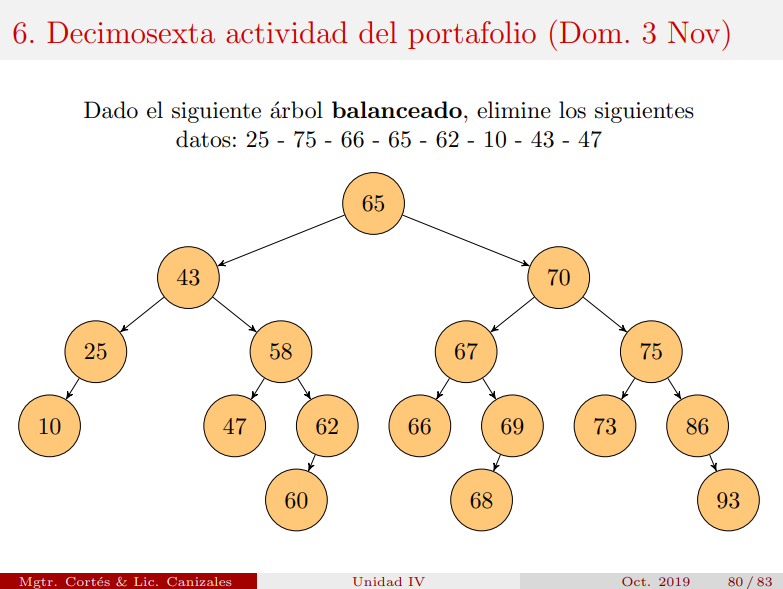 6. Decimosexta actividad del portafolio (Dom. 3 Nov)
Dado el siguiente árbol balanceado, elimine los siguientes
datos: 25 - 75 - 66 - 65 - 62 - 10 - 43 - 47
65
43 70
25 58 67 75
10 47 62 66 69 73 86
60 68 93
Mgtr. Cortés & Lic. Canizales Unidad IV Oct. 2019 80 / 83